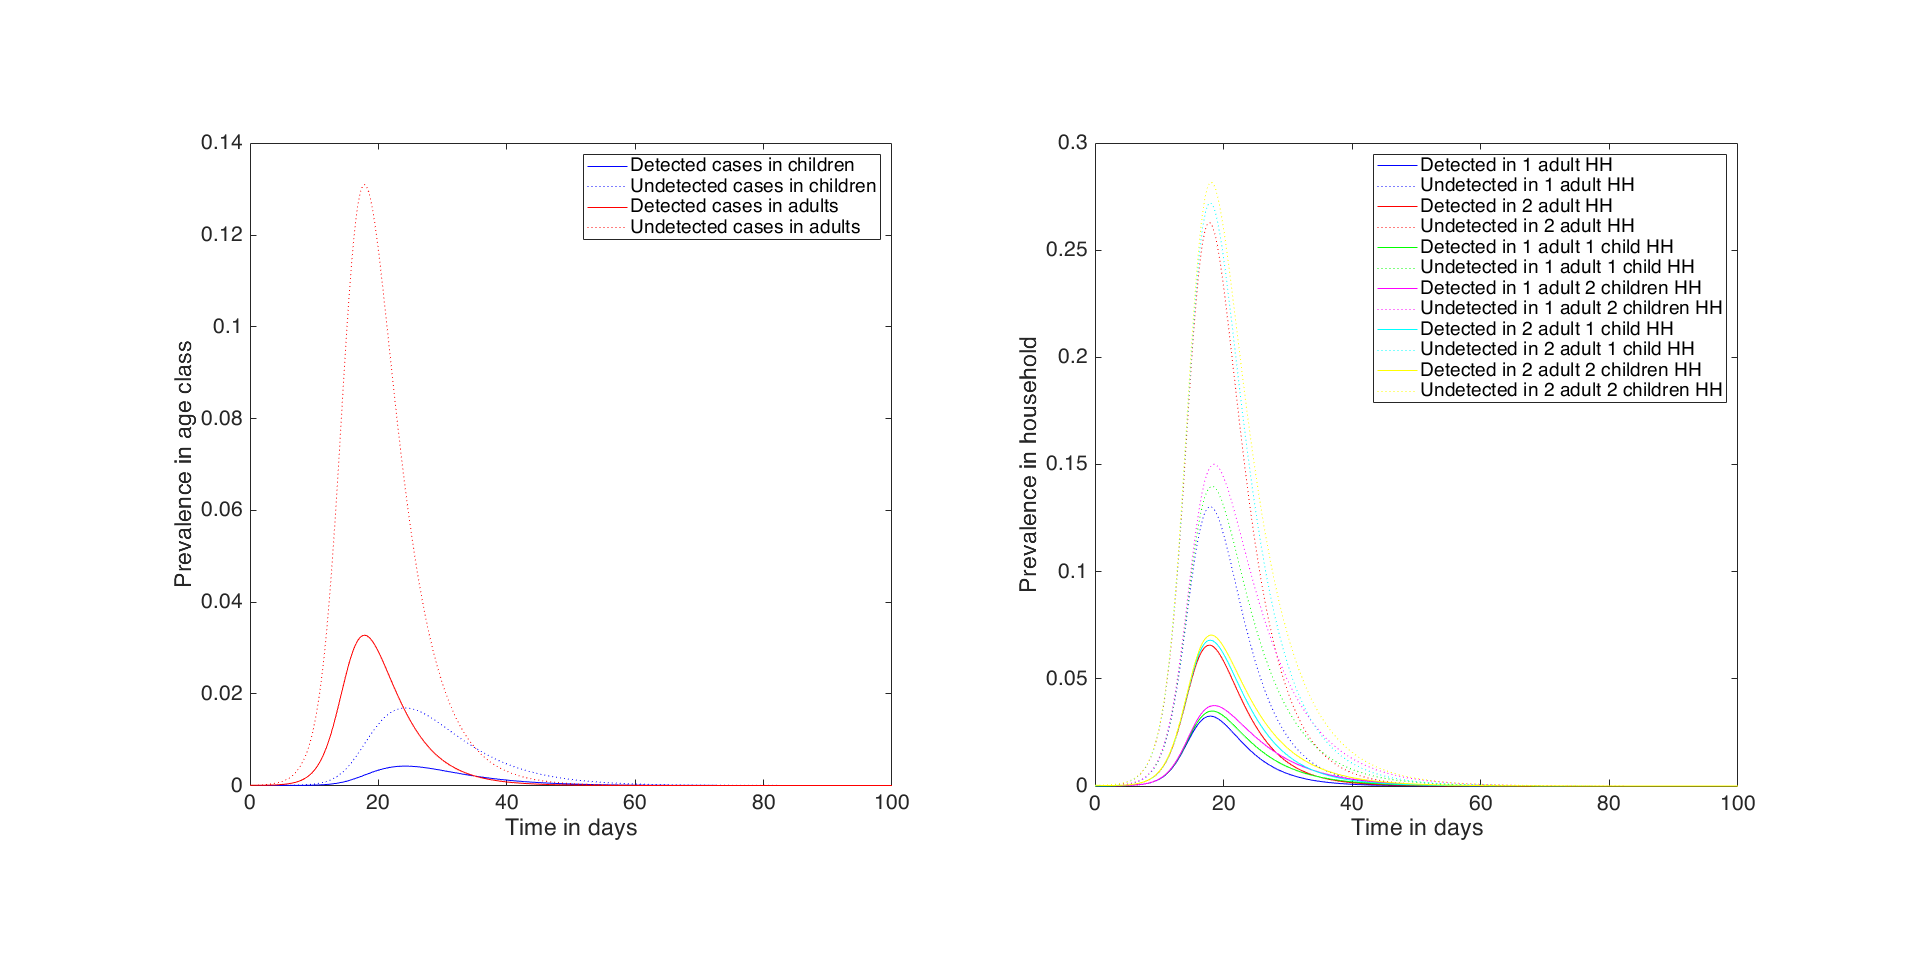 0.14
0.12
0.1
0.08
0.06
0.04
0.02
0
Prevalence in age class
0 20 40 60 80 100
Time in days
Detected cases in children
Undetected cases in children
Detected cases in adults
Undetected cases in adults
0.3
0.25
0.2
0.15
0.1
0.05
0
Prevalence in household
0 20 40 60 80 100
Time in days
Detected in 1 adult HH
Undetected in 1 adult HH
Detected in 2 adult HH
Undetected in 2 adult HH
Detected in 1 adult 1 child HH
Undetected in 1 adult 1 child HH
Detected in 1 adult 2 children HH
Undetected in 1 adult 2 children HH
Detected in 2 adult 1 child HH
Undetected in 2 adult 1 child HH
Detected in 2 adult 2 children HH
Undetected in 2 adult 2 children HH